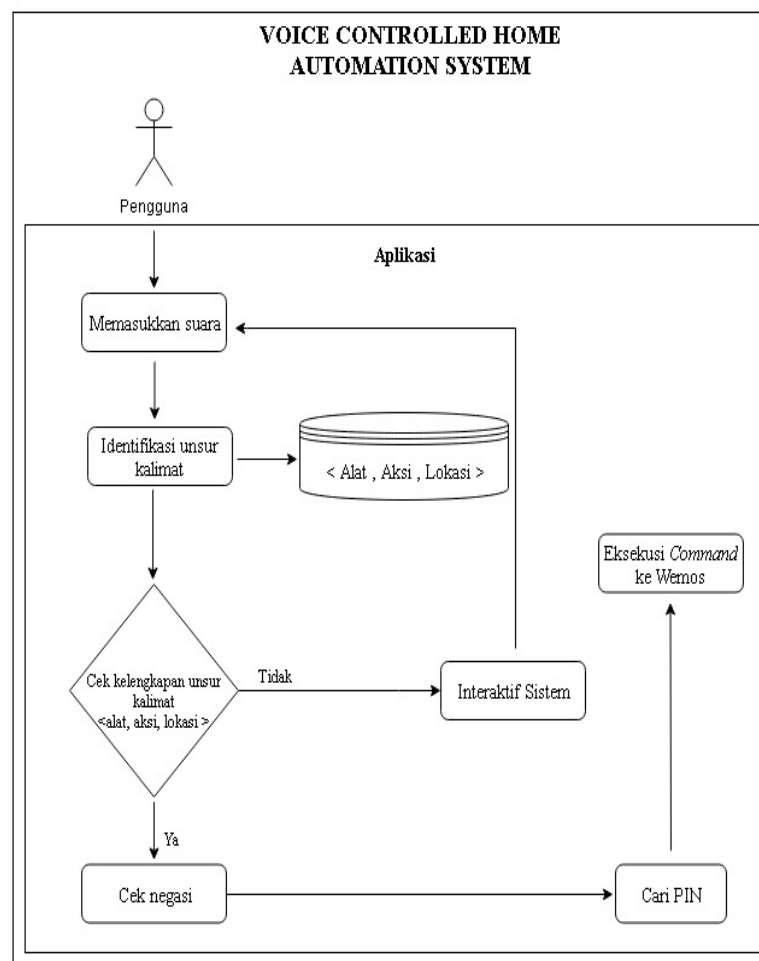 VOICE CONTROLLED HOME
AUTOMATION SYSTEM
Pengguna
Aplikasi
Memasukkan suara
Identifikasi unsur
kalimat
< Alat , Aksi , Lokasi >
Eksekusi Command
ke Wemos
Cek kelengkapan unsur
kalimat
<alat, aksi, lokasi >
Tidak
Interaktif Sistem
Ya
Cek negasi
Cari PIN